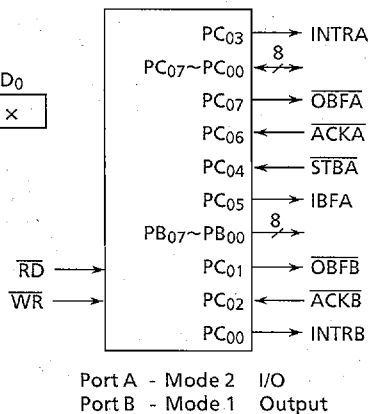 PC03 INTRA
8
PC07~PC00
D0
PC07 OBFA
×
PC06 ACKA
PC04 STBA
PC05 IBFA
8
PB07~PB00
PC01 OBFB
RD
PC02 ACKB
WR
PC00 INTRB
Port A - Mode 2 I/O
Port B - Mode 1 Output